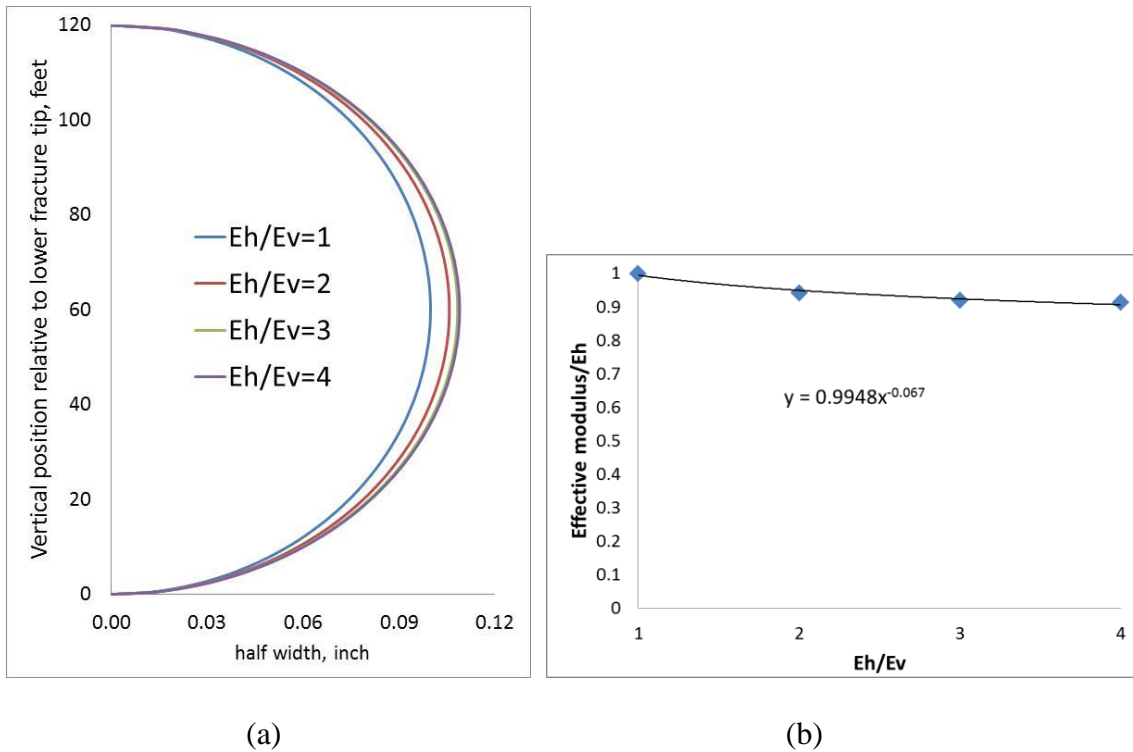 Vertical position relative to lower fracture tip, feet
120
100
80
60
40
20
0
Eh/Ev=1
Eh/Ev=2
Eh/Ev=3
Eh/Ev=4
0.00 0.03 0.06 0.09 0.12
half width, inch
(a)
Effective modulus/Eh
1
0.9
0.8
0.7
0.6
0.5
0.4
0.3
0.2
0.1
0
y = 0.9948x^-0.067
1 2 3 4
Eh/Ev
(b)